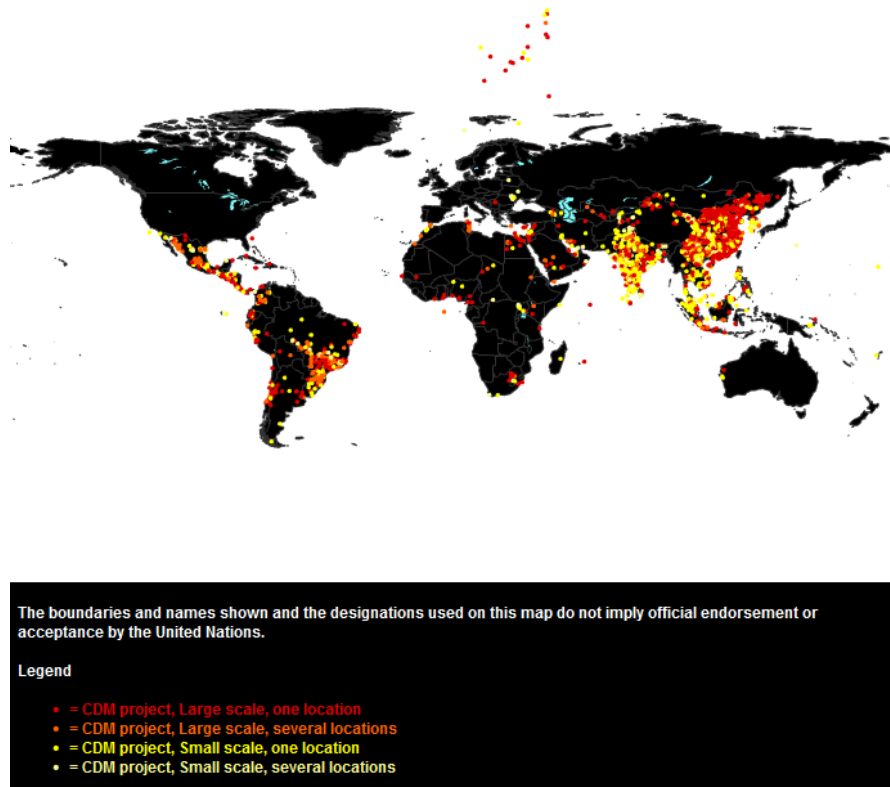 The boundaries and names shown and the designations used on this map do not imply official endorsement or
acceptance by the United Nations.
Legend
• = CDM project, Large scale, one location
• = CDM project, Large scale, several locations
• = CDM project, Small scale, one location
• = CDM project, Small scale, several locations